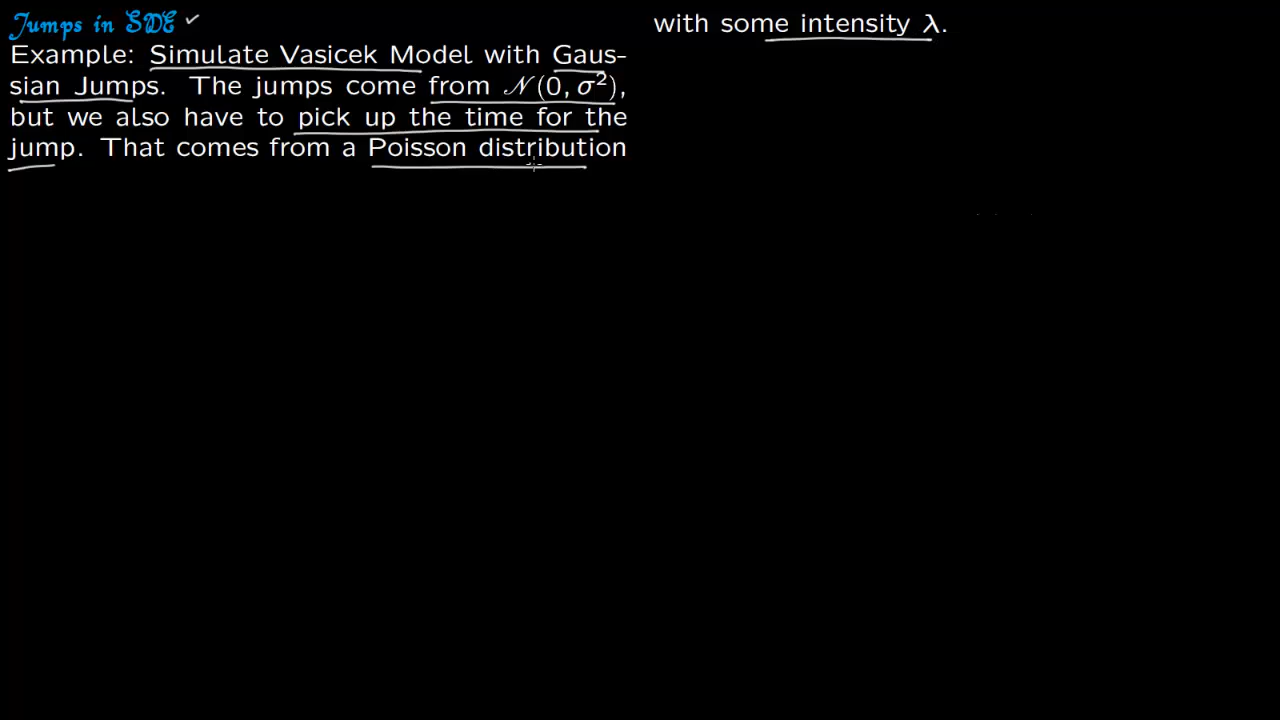 Jumps in SDE
Example: Simulate Vasicek Model with Gaus-
sian Jumps. The jumps come from 𝒩(0, σ²),
but we also have to pick up the time for the
jump. That comes from a Poisson distribution
with some intensity λ.